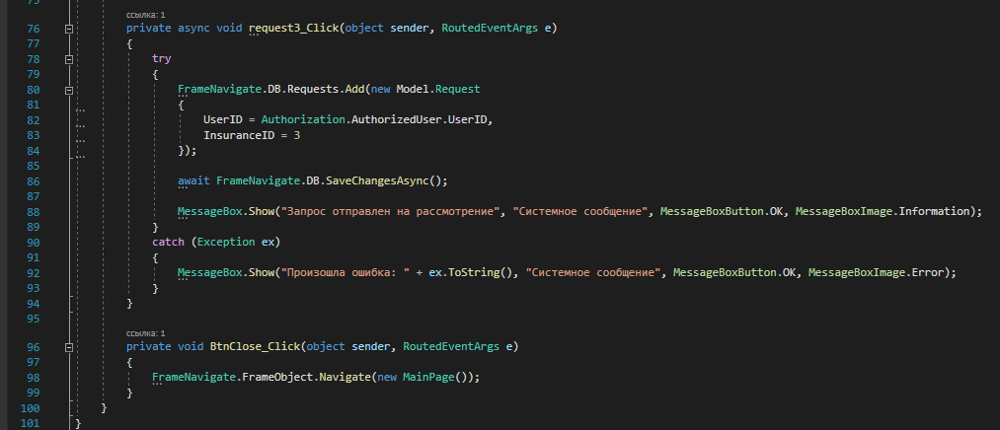 75
ссылка: 1
76 private async void request3_Click(object sender, RoutedEventArgs e)
77 {
78 try
79 {
80 FrameNavigate.DB.Requests.Add(new Model.Request
81 {
82 UserID = Authorization.AuthorizedUser.UserID,
83 InsuranceID = 3
84 });
85
86 await FrameNavigate.DB.SaveChangesAsync();
87
88 MessageBox.Show("Запрос отправлен на рассмотрение", "Системное сообщение", MessageBoxButton.OK, MessageBoxImage.Information);
89 }
90 catch (Exception ex)
91 {
92 MessageBox.Show("Произошла ошибка: " + ex.ToString(), "Системное сообщение", MessageBoxButton.OK, MessageBoxImage.Error);
93 }
94 }
95
ссылка: 1
96 private void BtnClose_Click(object sender, RoutedEventArgs e)
97 {
98 FrameNavigate.FrameObject.Navigate(new MainPage());
99 }
100 }
101 }